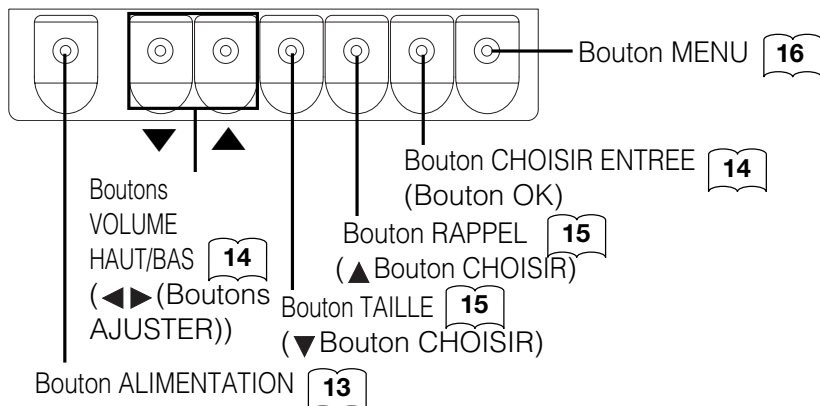 Bouton MENU 16
▼ ▲
Bouton CHOISIR ENTREE 14
(Bouton OK)
Boutons
VOLUME
HAUT/BAS 14
(◀▶(Boutons
AJUSTER))
Bouton RAPPEL 15
(▲Bouton CHOISIR)
Bouton TAILLE 15
(▼Bouton CHOISIR)
Bouton ALIMENTATION 13